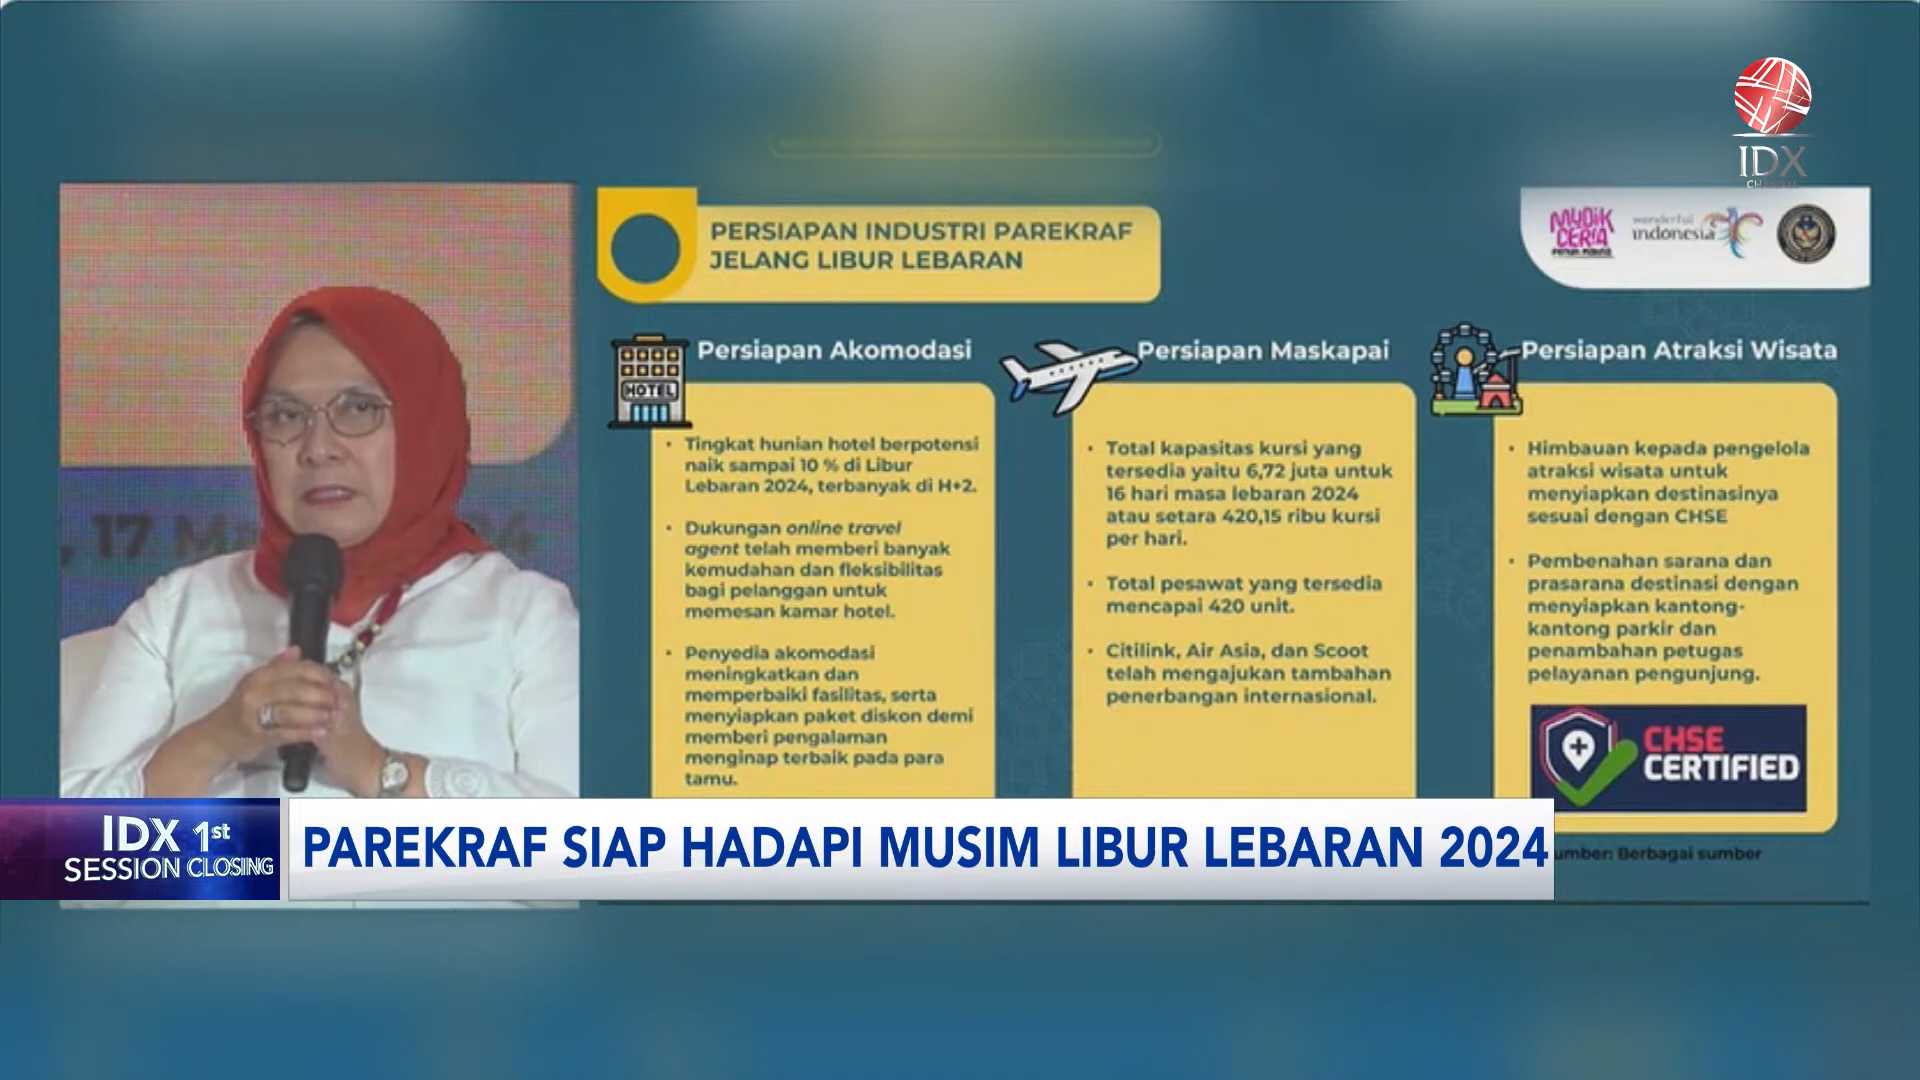 IDX
PERSIAPAN INDUSTRI PAREKRAF
JELANG LIBUR LEBARAN
MUDIK
CERIA
PENUH MAKNA
wonderful
indonesia
, 17 Ma
24
Persiapan Akomodasi
HOTEL
• Tingkat hunian hotel berpotensi
naik sampai 10 % di Libur
Lebaran 2024, terbanyak di H+2.
• Dukungan online travel
agent telah memberi banyak
kemudahan dan fleksibilitas
bagi pelanggan untuk
memesan kamar hotel.
• Penyedia akomodasi
meningkatkan dan
memperbaiki fasilitas, serta
menyiapkan paket diskon demi
memberi pengalaman
menginap terbaik pada para
tamu.
Persiapan Maskapai
• Total kapasitas kursi yang
tersedia yaitu 6,72 juta untuk
16 hari masa lebaran 2024
atau setara 420,15 ribu kursi
per hari.
• Total pesawat yang tersedia
mencapai 420 unit.
• Citilink, Air Asia, dan Scoot
telah mengajukan tambahan
penerbangan internasional.
Persiapan Atraksi Wisata
• Himbauan kepada pengelola
atraksi wisata untuk
menyiapkan destinasinya
sesuai dengan CHSE
• Pembenahan sarana dan
prasarana destinasi dengan
menyiapkan kantong-
kantong parkir dan
penambahan petugas
pelayanan pengunjung.
CHSE
CERTIFIED
umber: Berbagai sumber
IDX 1st
SESSION CLOSING
PAREKRAF SIAP HADAPI MUSIM LIBUR LEBARAN 2024